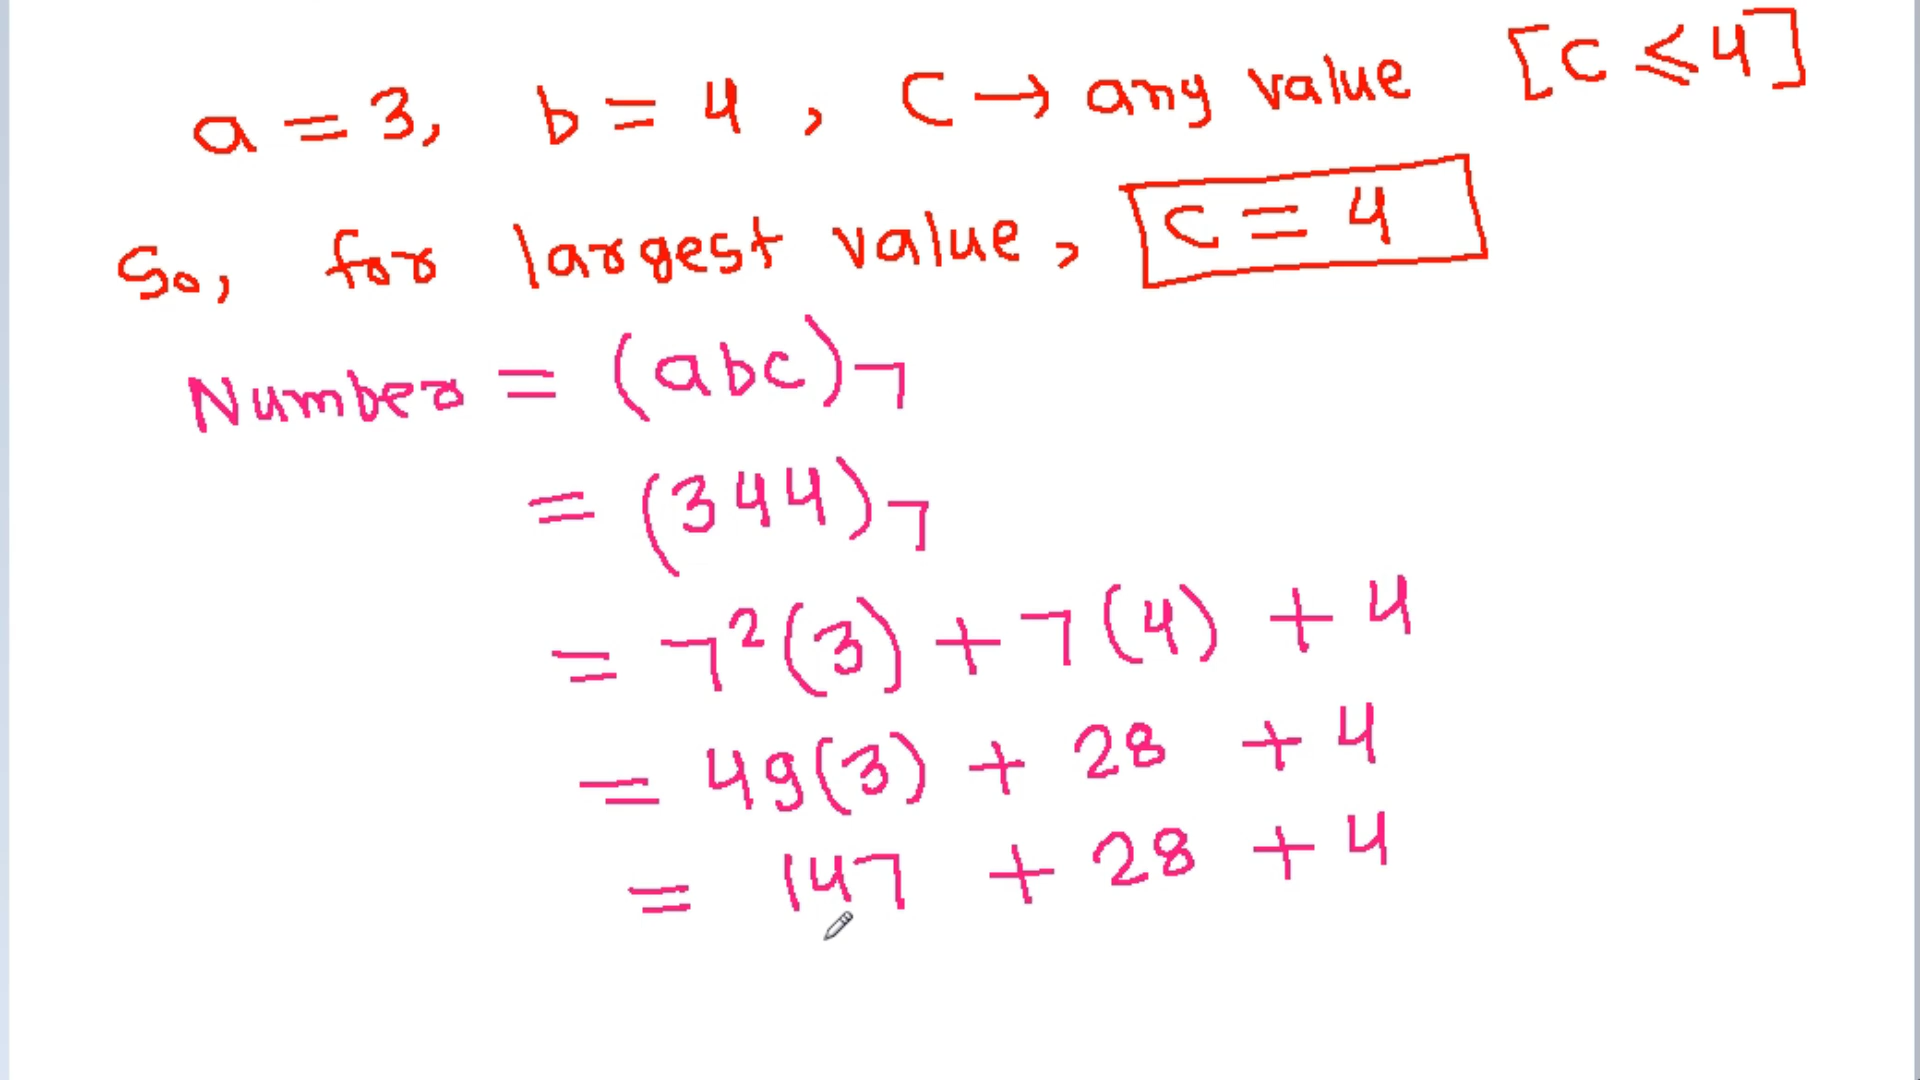 a = 3, b = 4, C → any value [C ≤ 4]
So, for largest value, C = 4
Number = (abc)₇
= (344)₇
= 7²(3) + 7(4) + 4
= 49(3) + 28 + 4
= 147 + 28 + 4